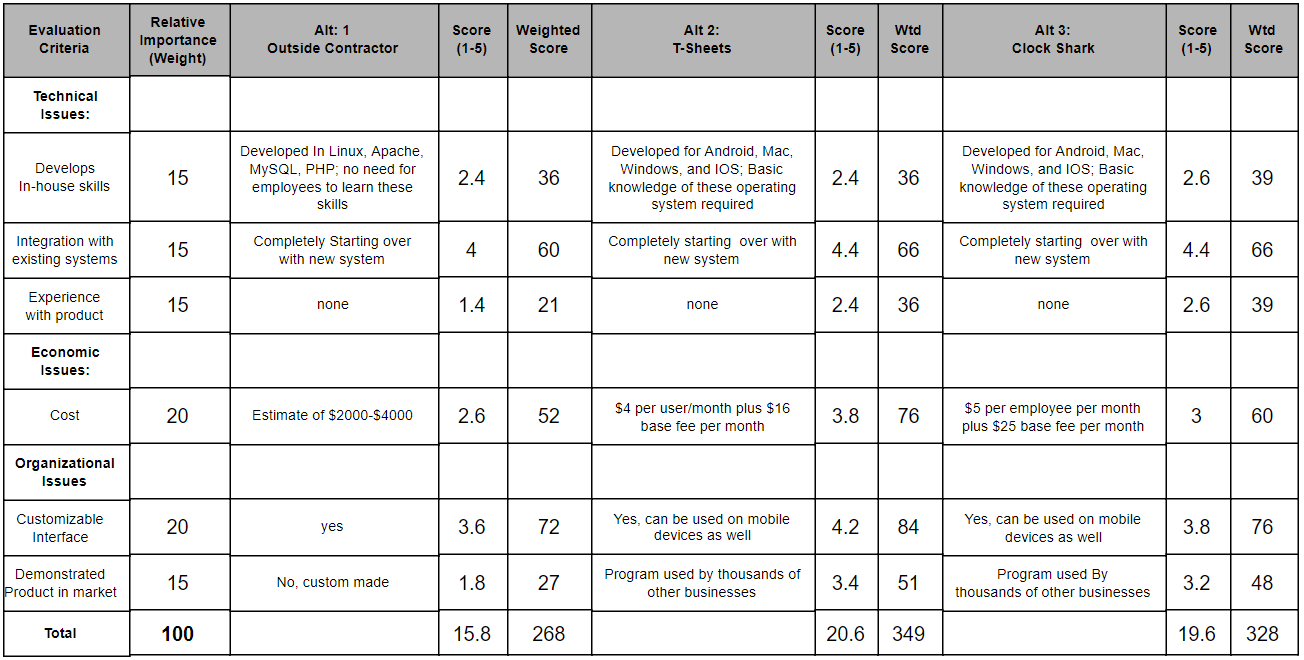 Evaluation Criteria | Relative Importance (Weight) | Alt: 1 Outside Contractor | Score (1-5) | Weighted Score | Alt 2: T-Sheets | Score (1-5) | Wtd Score | Alt 3: Clock Shark | Score (1-5) | Wtd Score
Technical Issues:
Develops In-house skills | 15 | Developed In Linux, Apache, MySQL, PHP; no need for employees to learn these skills | 2.4 | 36 | Developed for Android, Mac, Windows, and IOS; Basic knowledge of these operating system required | 2.4 | 36 | Developed for Android, Mac, Windows, and IOS; Basic knowledge of these operating system required | 2.6 | 39
Integration with existing systems | 15 | Completely Starting over with new system | 4 | 60 | Completely starting over with new system | 4.4 | 66 | Completely starting over with new system | 4.4 | 66
Experience with product | 15 | none | 1.4 | 21 | none | 2.4 | 36 | none | 2.6 | 39
Economic Issues:
Cost | 20 | Estimate of $2000-$4000 | 2.6 | 52 | $4 per user/month plus $16 base fee per month | 3.8 | 76 | $5 per employee per month plus $25 base fee per month | 3 | 60
Organizational Issues
Customizable Interface | 20 | yes | 3.6 | 72 | Yes, can be used on mobile devices as well | 4.2 | 84 | Yes, can be used on mobile devices as well | 3.8 | 76
Demonstrated Product in market | 15 | No, custom made | 1.8 | 27 | Program used by thousands of other businesses | 3.4 | 51 | Program used By thousands of other businesses | 3.2 | 48
Total | 100 | 15.8 | 268 | 20.6 | 349 | 19.6 | 328